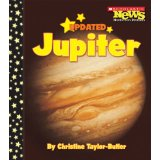 SCHOLASTIC
News
UPDATED
Jupiter
By Christine Taylor-Butler